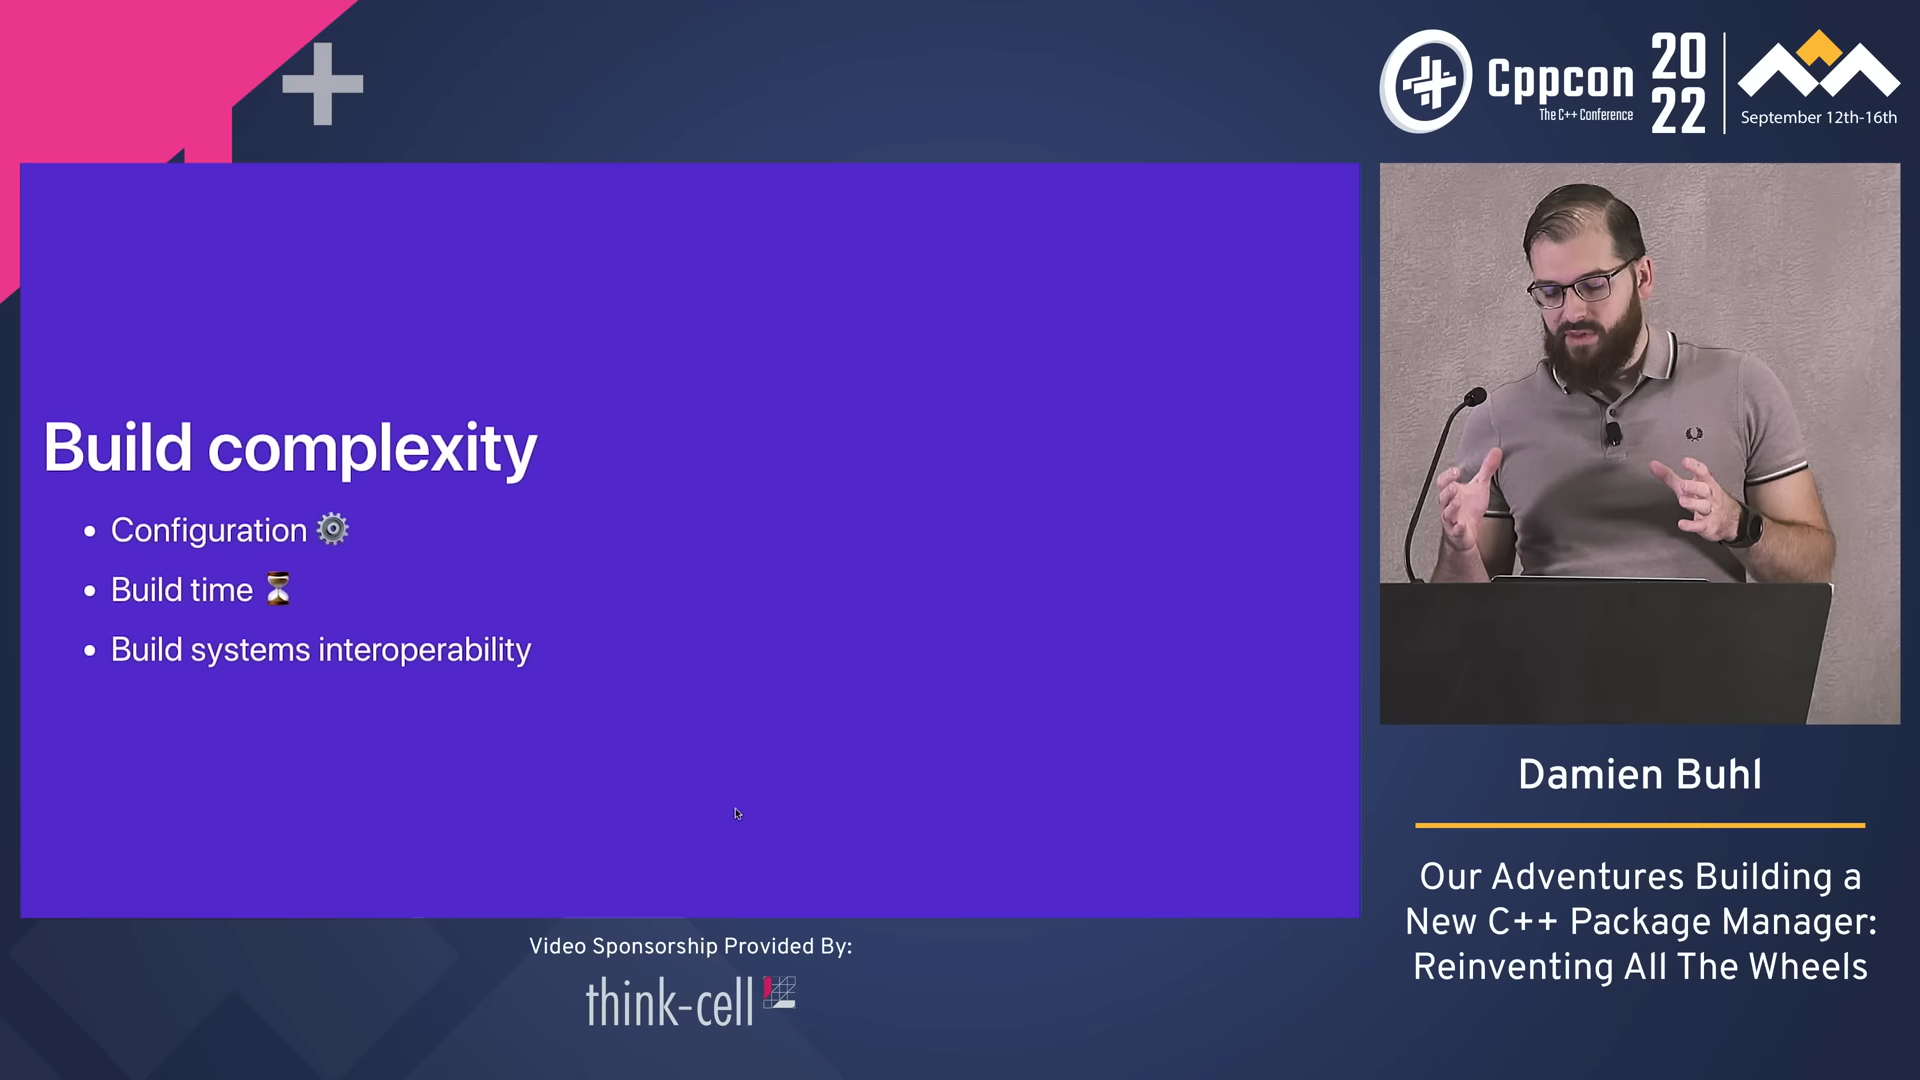 Cppcon
The C++ Conference
20
22
September 12th-16th
Build complexity
• Configuration ⚙️
• Build time ⏳
• Build systems interoperability
Damien Buhl
Our Adventures Building a
New C++ Package Manager:
Reinventing All The Wheels
Video Sponsorship Provided By:
think-cell